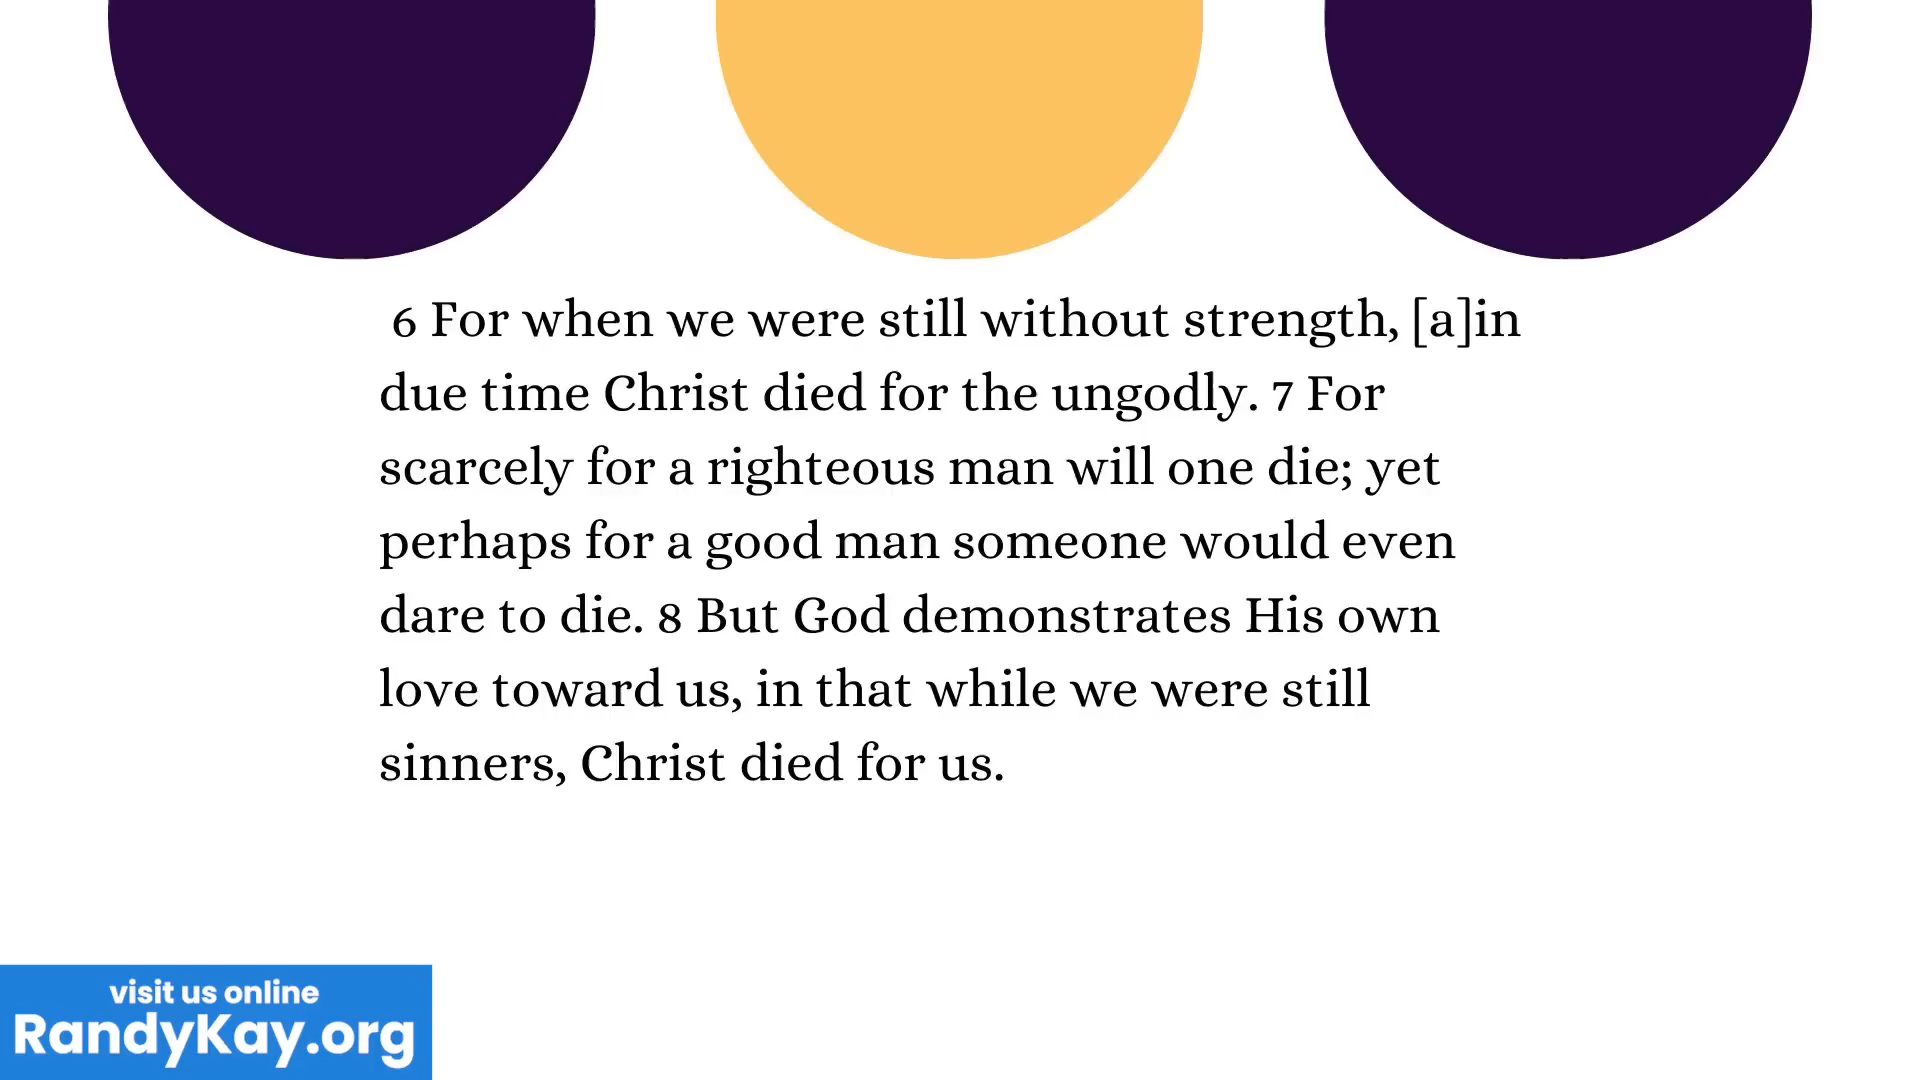 6 For when we were still without strength, [a]in
due time Christ died for the ungodly. 7 For
scarcely for a righteous man will one die; yet
perhaps for a good man someone would even
dare to die. 8 But God demonstrates His own
love toward us, in that while we were still
sinners, Christ died for us.
visit us online
RandyKay.org